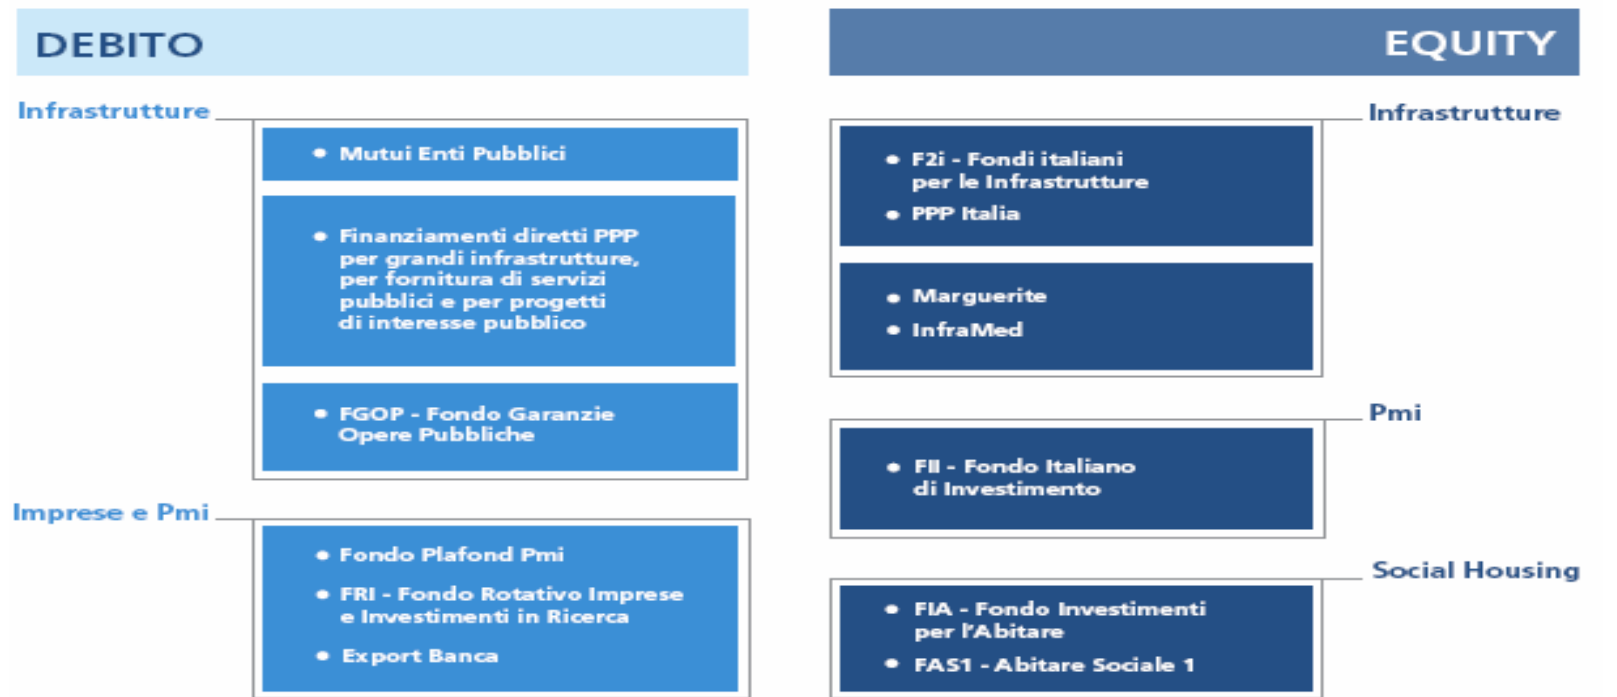 DEBITO
Infrastrutture
• Mutui Enti Pubblici
• Finanziamenti diretti PPP
per grandi infrastrutture,
per fornitura di servizi
pubblici e per progetti
di interesse pubblico
• FGOP - Fondo Garanzie
Opere Pubbliche
Imprese e Pmi
• Fondo Plafond Pmi
• FRI - Fondo Rotativo Imprese
e Investimenti in Ricerca
• Export Banca
EQUITY
Infrastrutture
• F2i - Fondi italiani
per le Infrastrutture
• PPP Italia
• Marguerite
• InfraMed
Pmi
• FII - Fondo Italiano
di Investimento
Social Housing
• FIA - Fondo Investimenti
per l'Abitare
• FAS1 - Abitare Sociale 1